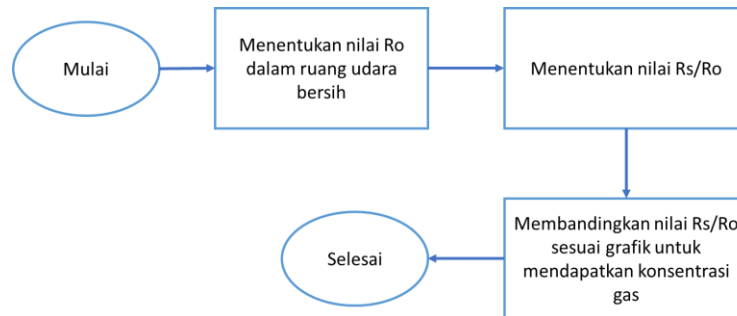 Mulai
Menentukan nilai Ro
dalam ruang udara
bersih
Menentukan nilai Rs/Ro
Membandingkan nilai Rs/Ro
sesuai grafik untuk
mendapatkan konsentrasi
gas
Selesai